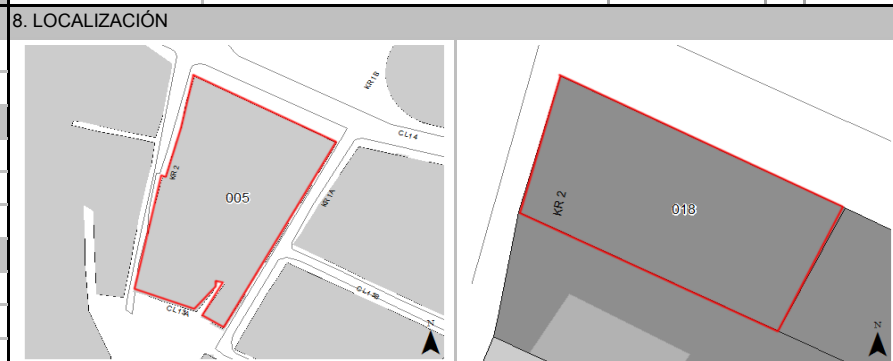 8. LOCALIZACIÓN
KR 1B
CL 14
KR 2
005
KR 1A
CL 13B
CL 13A
N
KR 2
018
N